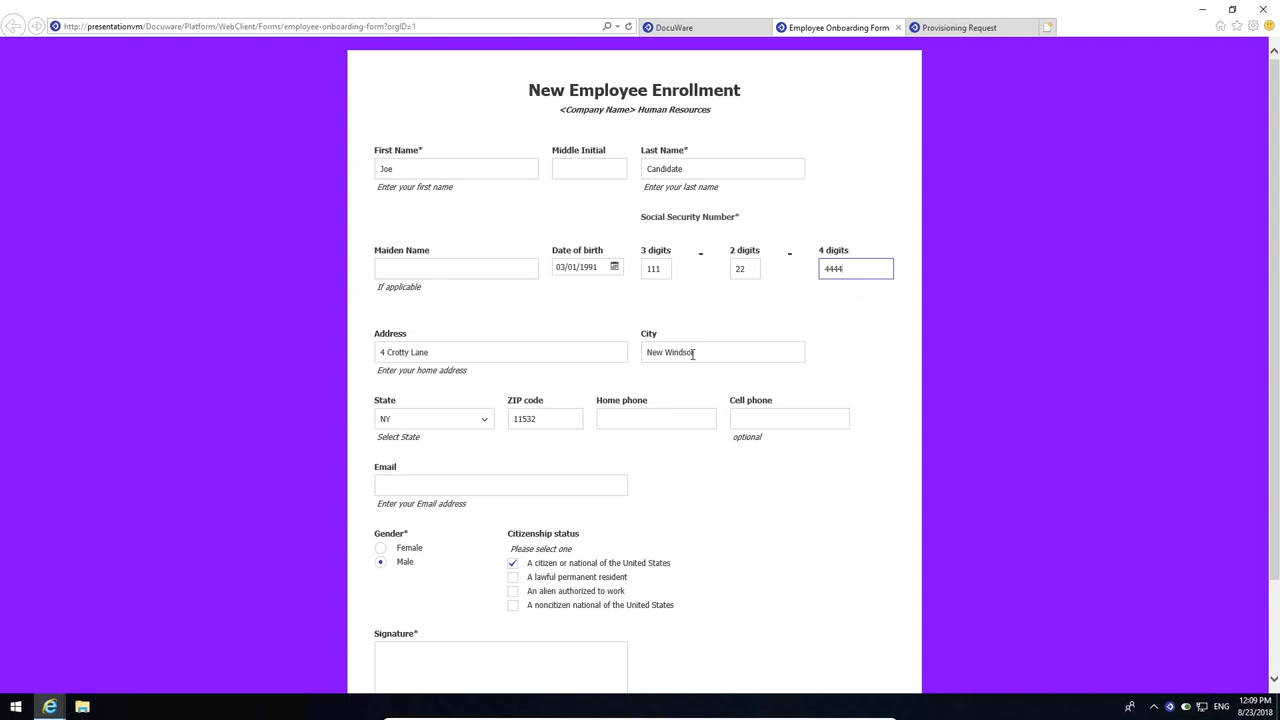 http://presentationvm/Docuware/Platform/WebClient/Forms/employee-onboarding-form?orgID=1
DocuWare
Employee Onboarding Form
Provisioning Request
New Employee Enrollment
<Company Name> Human Resources
First Name* Middle Initial Last Name*
Joe Candidate
Enter your first name Enter your last name
Social Security Number*
Maiden Name Date of birth 3 digits - 2 digits - 4 digits
03/01/1991 111 22 4444
If applicable
Address City
4 Crotty Lane New Windsor
Enter your home address
State ZIP code Home phone Cell phone
NY 11532
Select State optional
Email
Enter your Email address
Gender* Citizenship status
Please select one
Female
Male
A citizen or national of the United States
A lawful permanent resident
An alien authorized to work
A noncitizen national of the United States
Signature*
ENG
12:09 PM
8/23/2018